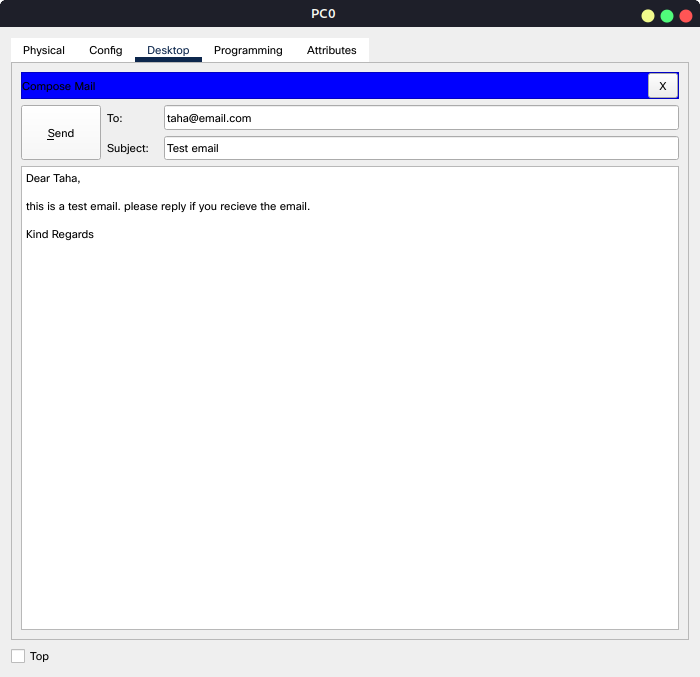 PC0
Physical Config Desktop Programming Attributes
Compose Mail X
Send
To: taha@email.com
Subject: Test email
Dear Taha,
this is a test email. please reply if you recieve the email.
Kind Regards
Top